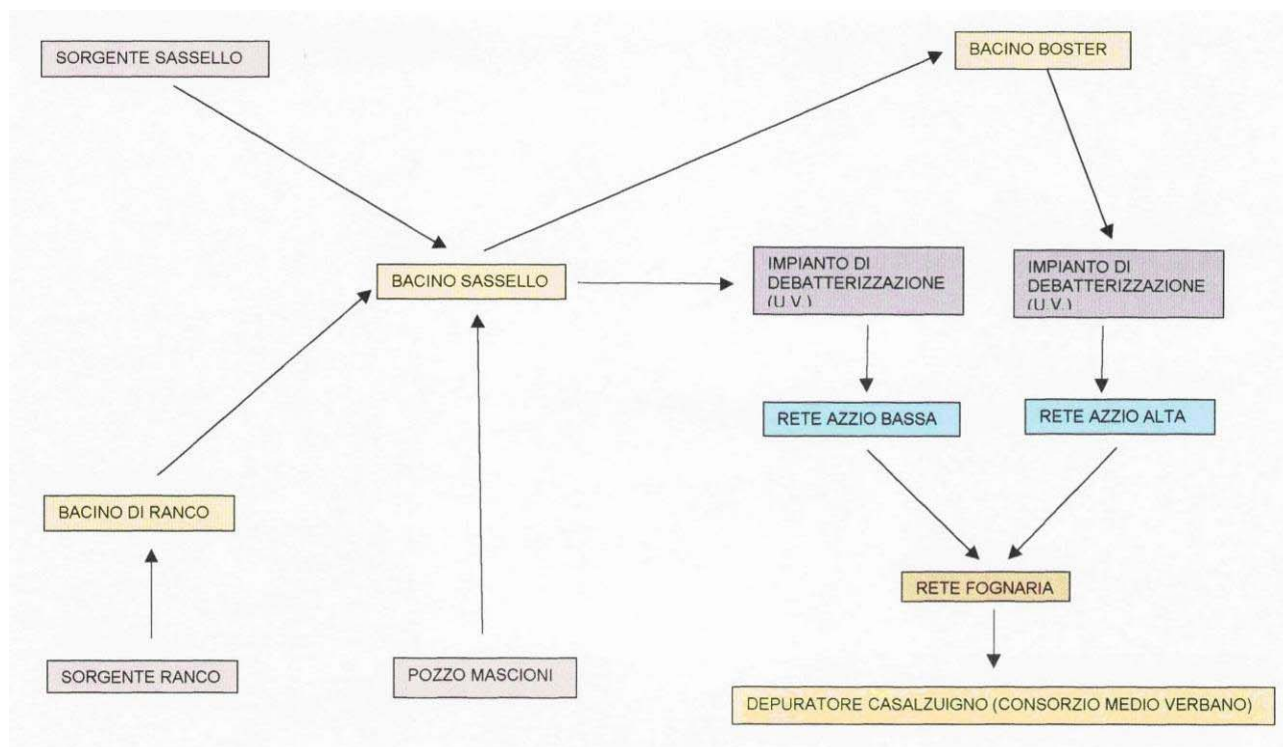 SORGENTE SASSELLO
BACINO BOSTER
BACINO SASSELLO
IMPIANTO DI
DEBATTERIZZAZIONE
(U.V.)
IMPIANTO DI
DEBATTERIZZAZIONE
(U.V.)
RETE AZZIO BASSA
RETE AZZIO ALTA
BACINO DI RANCO
RETE FOGNARIA
SORGENTE RANCO
POZZO MASCIONI
DEPURATORE CASALZUIGNO (CONSORZIO MEDIO VERBANO)